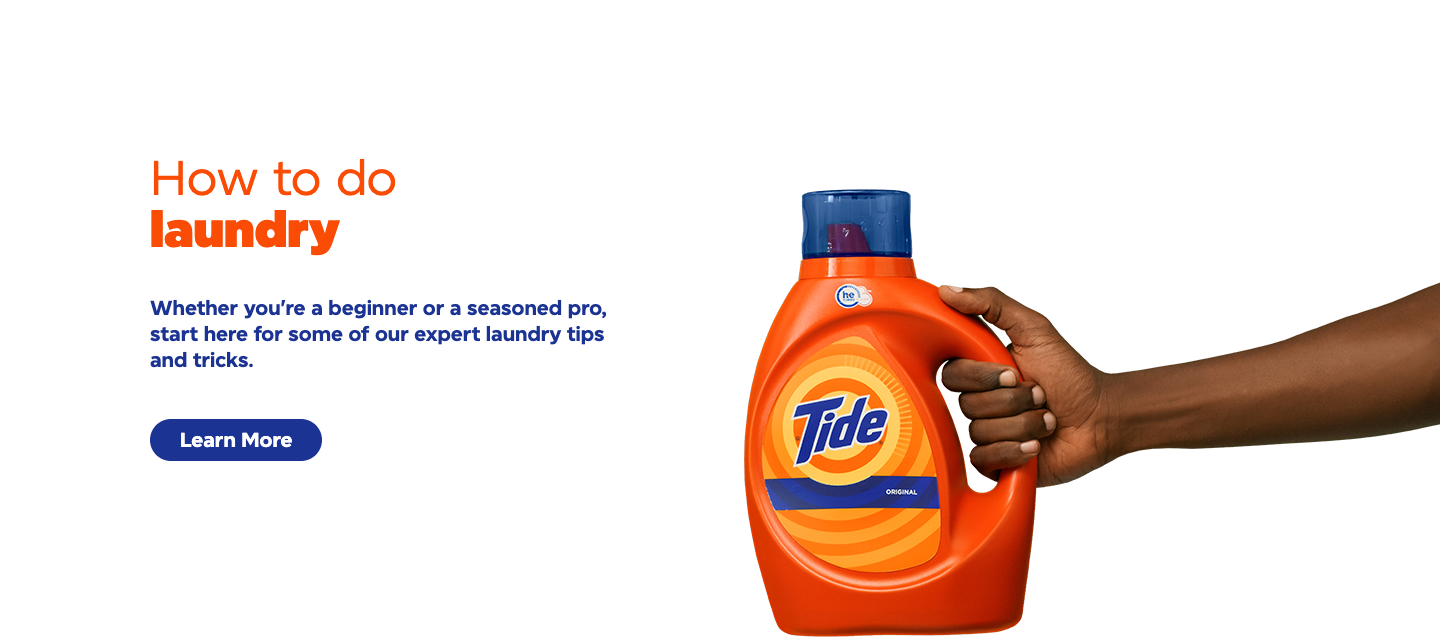 How to do
laundry
Whether you're a beginner or a seasoned pro,
start here for some of our expert laundry tips
and tricks.
Learn More
he
Tide
ORIGINAL